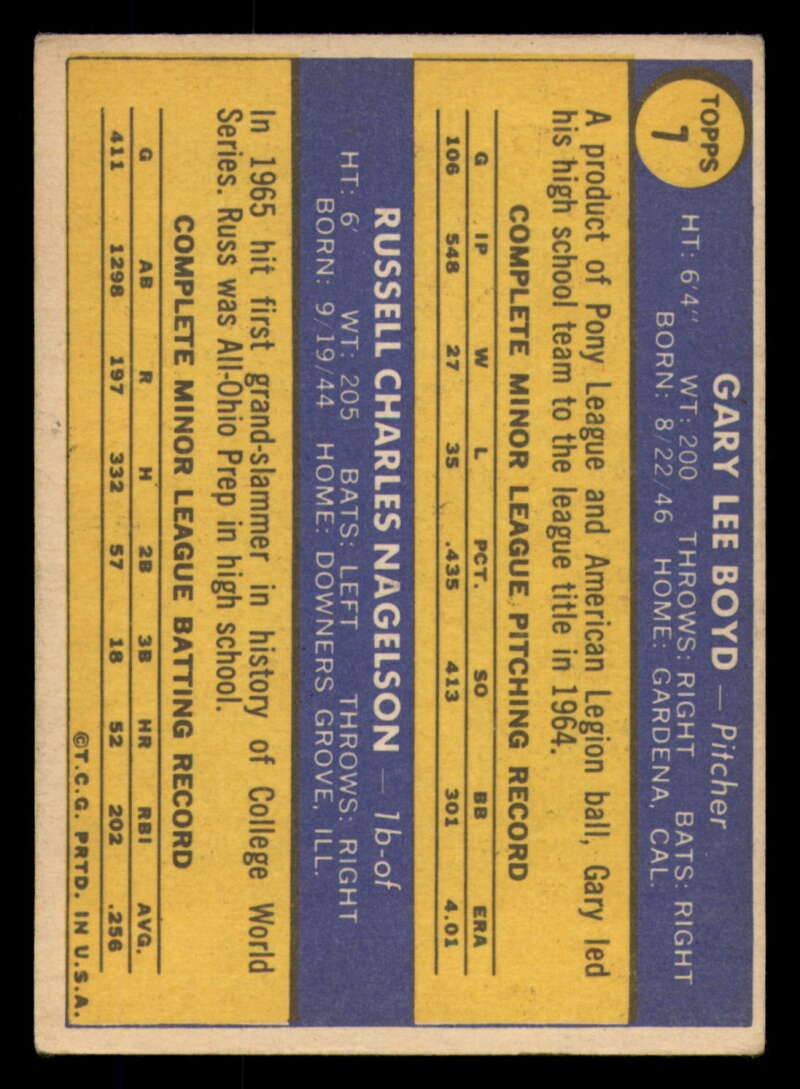 TOPPS
7
GARY LEE BOYD — Pitcher
HT: 6'4" WT: 200 THROWS: RIGHT BATS: RIGHT
BORN: 8/22/46 HOME: GARDENA, CAL.
A product of Pony League and American Legion ball, Gary led
his high school team to the league title in 1964.
COMPLETE MINOR LEAGUE PITCHING RECORD
G IP W L PCT. SO BB ERA
106 548 27 35 .435 413 301 4.01
RUSSELL CHARLES NAGELSON — 1b-of
HT: 6' WT: 205 BATS: LEFT THROWS: RIGHT
BORN: 9/19/44 HOME: DOWNERS GROVE, ILL.
In 1965 hit first grand-slammer in history of College World
Series. Russ was All-Ohio Prep in high school.
COMPLETE MINOR LEAGUE BATTING RECORD
G AB R H 2B 3B HR RBI AVG.
411 1298 197 332 57 18 52 202 .256
©T.C.G. PRTD. IN U.S.A.